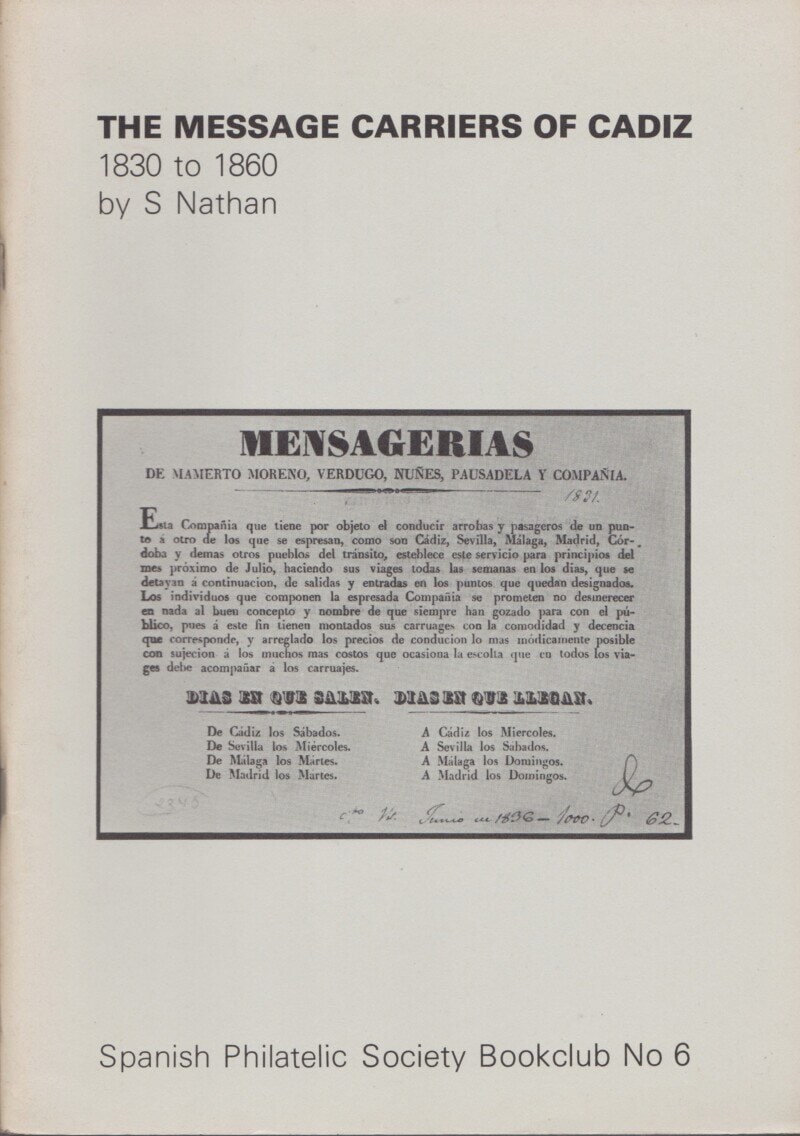 THE MESSAGE CARRIERS OF CADIZ
1830 to 1860
by S Nathan
MENSAGERIAS
DE MAMERTO MORENO, VERDUGO, NUÑES, PAUSADELA Y COMPAÑIA.
1831.
Esta Compañia que tiene por objeto el conducir arrobas y pasageros de un pun-
to á otro de los que se espresan, como son Cádiz, Sevilla, Málaga, Madrid, Cór-
doba y demas otros pueblos del tránsito, esteblece este servicio para principios del
mes próximo de Julio, haciendo sus viages todas las semanas en los dias, que se
detayan á continuacion, de salidas y entradas en los puntos que quedan designados.
Los individuos que componen la espresada Compañia se prometen no desmerecer
en nada al buen concepto y nombre de que siempre han gozado para con el pú-
blico, pues á este fin tienen montados sus carruages con la comodidad y decencia
que corresponde, y arreglado los precios de conducion lo mas módicamente posible
con sujecion á los muchos mas costos que ocasiona la escolta que en todos los via-
ges debe acompañar á los carruajes.
DIAS EN QUE SALEN. DIAS EN QUE LLEGAN.
De Cádiz los Sábados. A Cádiz los Miercoles.
De Sevilla los Miércoles. A Sevilla los Sabados.
De Málaga los Martes. A Málaga los Domingos.
De Madrid los Martes. A Madrid los Domingos.
2345
Junio 1836 - 1000. P. 62-
Spanish Philatelic Society Bookclub No 6